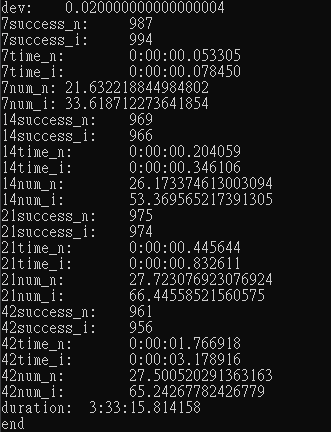 dev:    0.020000000000000004
7success_n:     987
7success_i:     994
7time_n:        0:00:00.053305
7time_i:        0:00:00.078450
7num_n: 21.632218844984802
7num_i: 33.618712273641854
14success_n:    969
14success_i:    966
14time_n:       0:00:00.204059
14time_i:       0:00:00.346106
14num_n:        26.173374613003094
14num_i:        53.369565217391305
21success_n:    975
21success_i:    974
21time_n:       0:00:00.445644
21time_i:       0:00:00.832611
21num_n:        27.723076923076924
21num_i:        66.44558521560575
42success_n:    961
42success_i:    956
42time_n:       0:00:01.766918
42time_i:       0:00:03.178916
42num_n:        27.500520291363163
42num_i:        65.24267782426779
duration:  3:33:15.814158
end